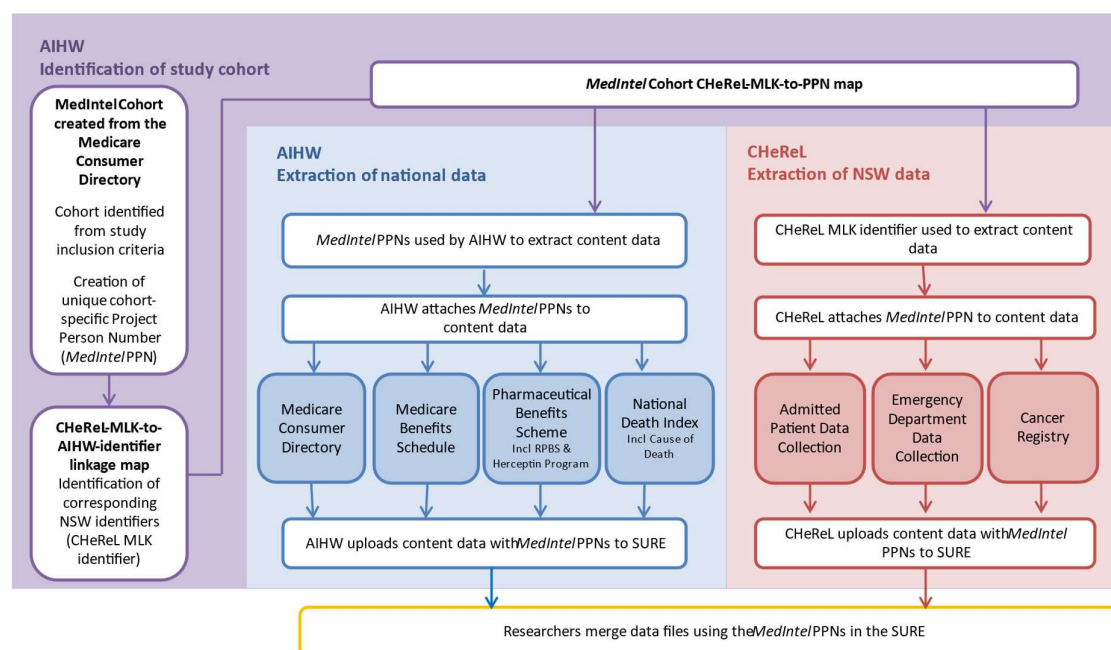 AIHW
Identification of study cohort
MedIntel Cohort
created from the
Medicare
Consumer
Directory
Cohort identified
from study
inclusion criteria
Creation of
unique cohort-
specific Project
Person Number
(MedIntel PPN)
CHeReL-MLK-to-
AIHW-identifier
linkage map
Identification of
corresponding
NSW identifiers
(CHeReL MLK
identifier)
MedIntel Cohort CHeReL-MLK-to-PPN map
AIHW
Extraction of national data
MedIntel PPNs used by AIHW to extract content data
AIHW attaches MedIntel PPNs to
content data
Medicare
Consumer
Directory
Medicare
Benefits
Schedule
Pharmaceutical
Benefits
Scheme
Incl RPBS &
Herceptin Program
National
Death Index
Incl Cause of
Death
AIHW uploads content data with MedIntel PPNs to SURE
CHeReL
Extraction of NSW data
CHeReL MLK identifier used to extract content
data
CHeReL attaches MedIntel PPN to content data
Admitted
Patient Data
Collection
Emergency
Department
Data
Collection
Cancer
Registry
CHeReL uploads content data with MedIntel
PPNs to SURE
Researchers merge data files using the MedIntel PPNs in the SURE